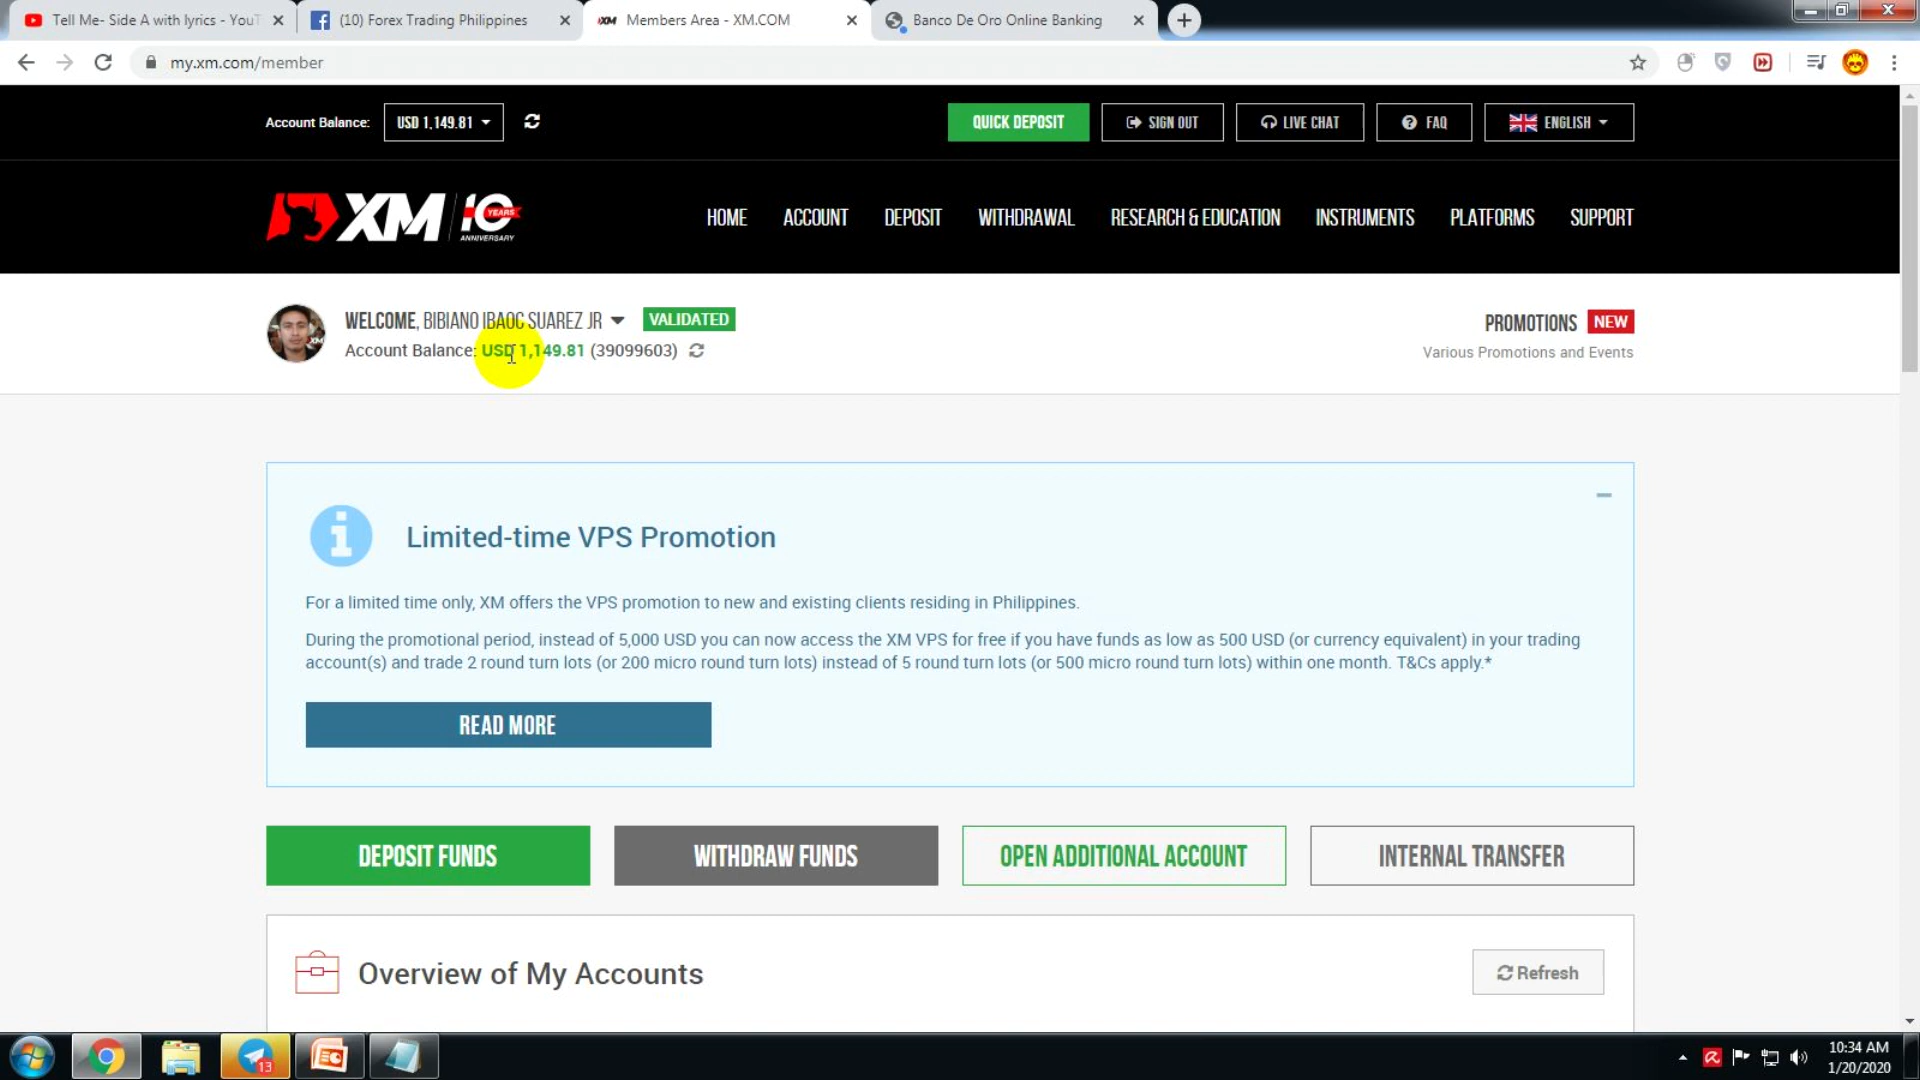 Tell Me- Side A with lyrics - YouT
(10) Forex Trading Philippines
XM
Members Area - XM.COM
Banco De Oro Online Banking
my.xm.com/member
Account Balance:
USD 1,149.81
QUICK DEPOSIT
SIGN OUT
LIVE CHAT
FAQ
ENGLISH
XM
10
YEARS
ANNIVERSARY
HOME
ACCOUNT
DEPOSIT
WITHDRAWAL
RESEARCH & EDUCATION
INSTRUMENTS
PLATFORMS
SUPPORT
WELCOME, BIBIANO IBAOC SUAREZ JR
VALIDATED
Account Balance: USD 1,149.81 (39099603)
PROMOTIONS
NEW
Various Promotions and Events
Limited-time VPS Promotion
For a limited time only, XM offers the VPS promotion to new and existing clients residing in Philippines.
During the promotional period, instead of 5,000 USD you can now access the XM VPS for free if you have funds as low as 500 USD (or currency equivalent) in your trading
account(s) and trade 2 round turn lots (or 200 micro round turn lots) instead of 5 round turn lots (or 500 micro round turn lots) within one month. T&Cs apply.*
READ MORE
DEPOSIT FUNDS
WITHDRAW FUNDS
OPEN ADDITIONAL ACCOUNT
INTERNAL TRANSFER
Overview of My Accounts
Refresh
13
10:34 AM
1/20/2020